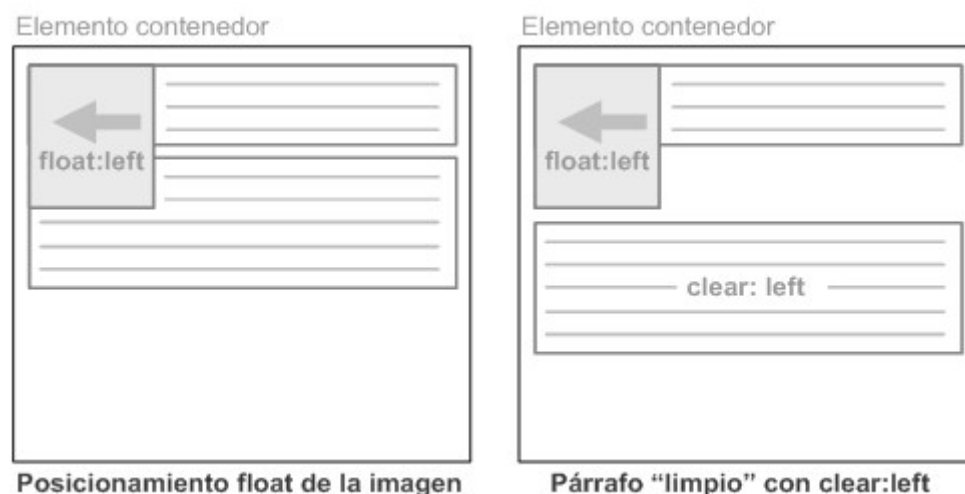 Elemento contenedor
float:left
Posicionamiento float de la imagen
Elemento contenedor
float:left
clear: left
Párrafo “limpio” con clear:left